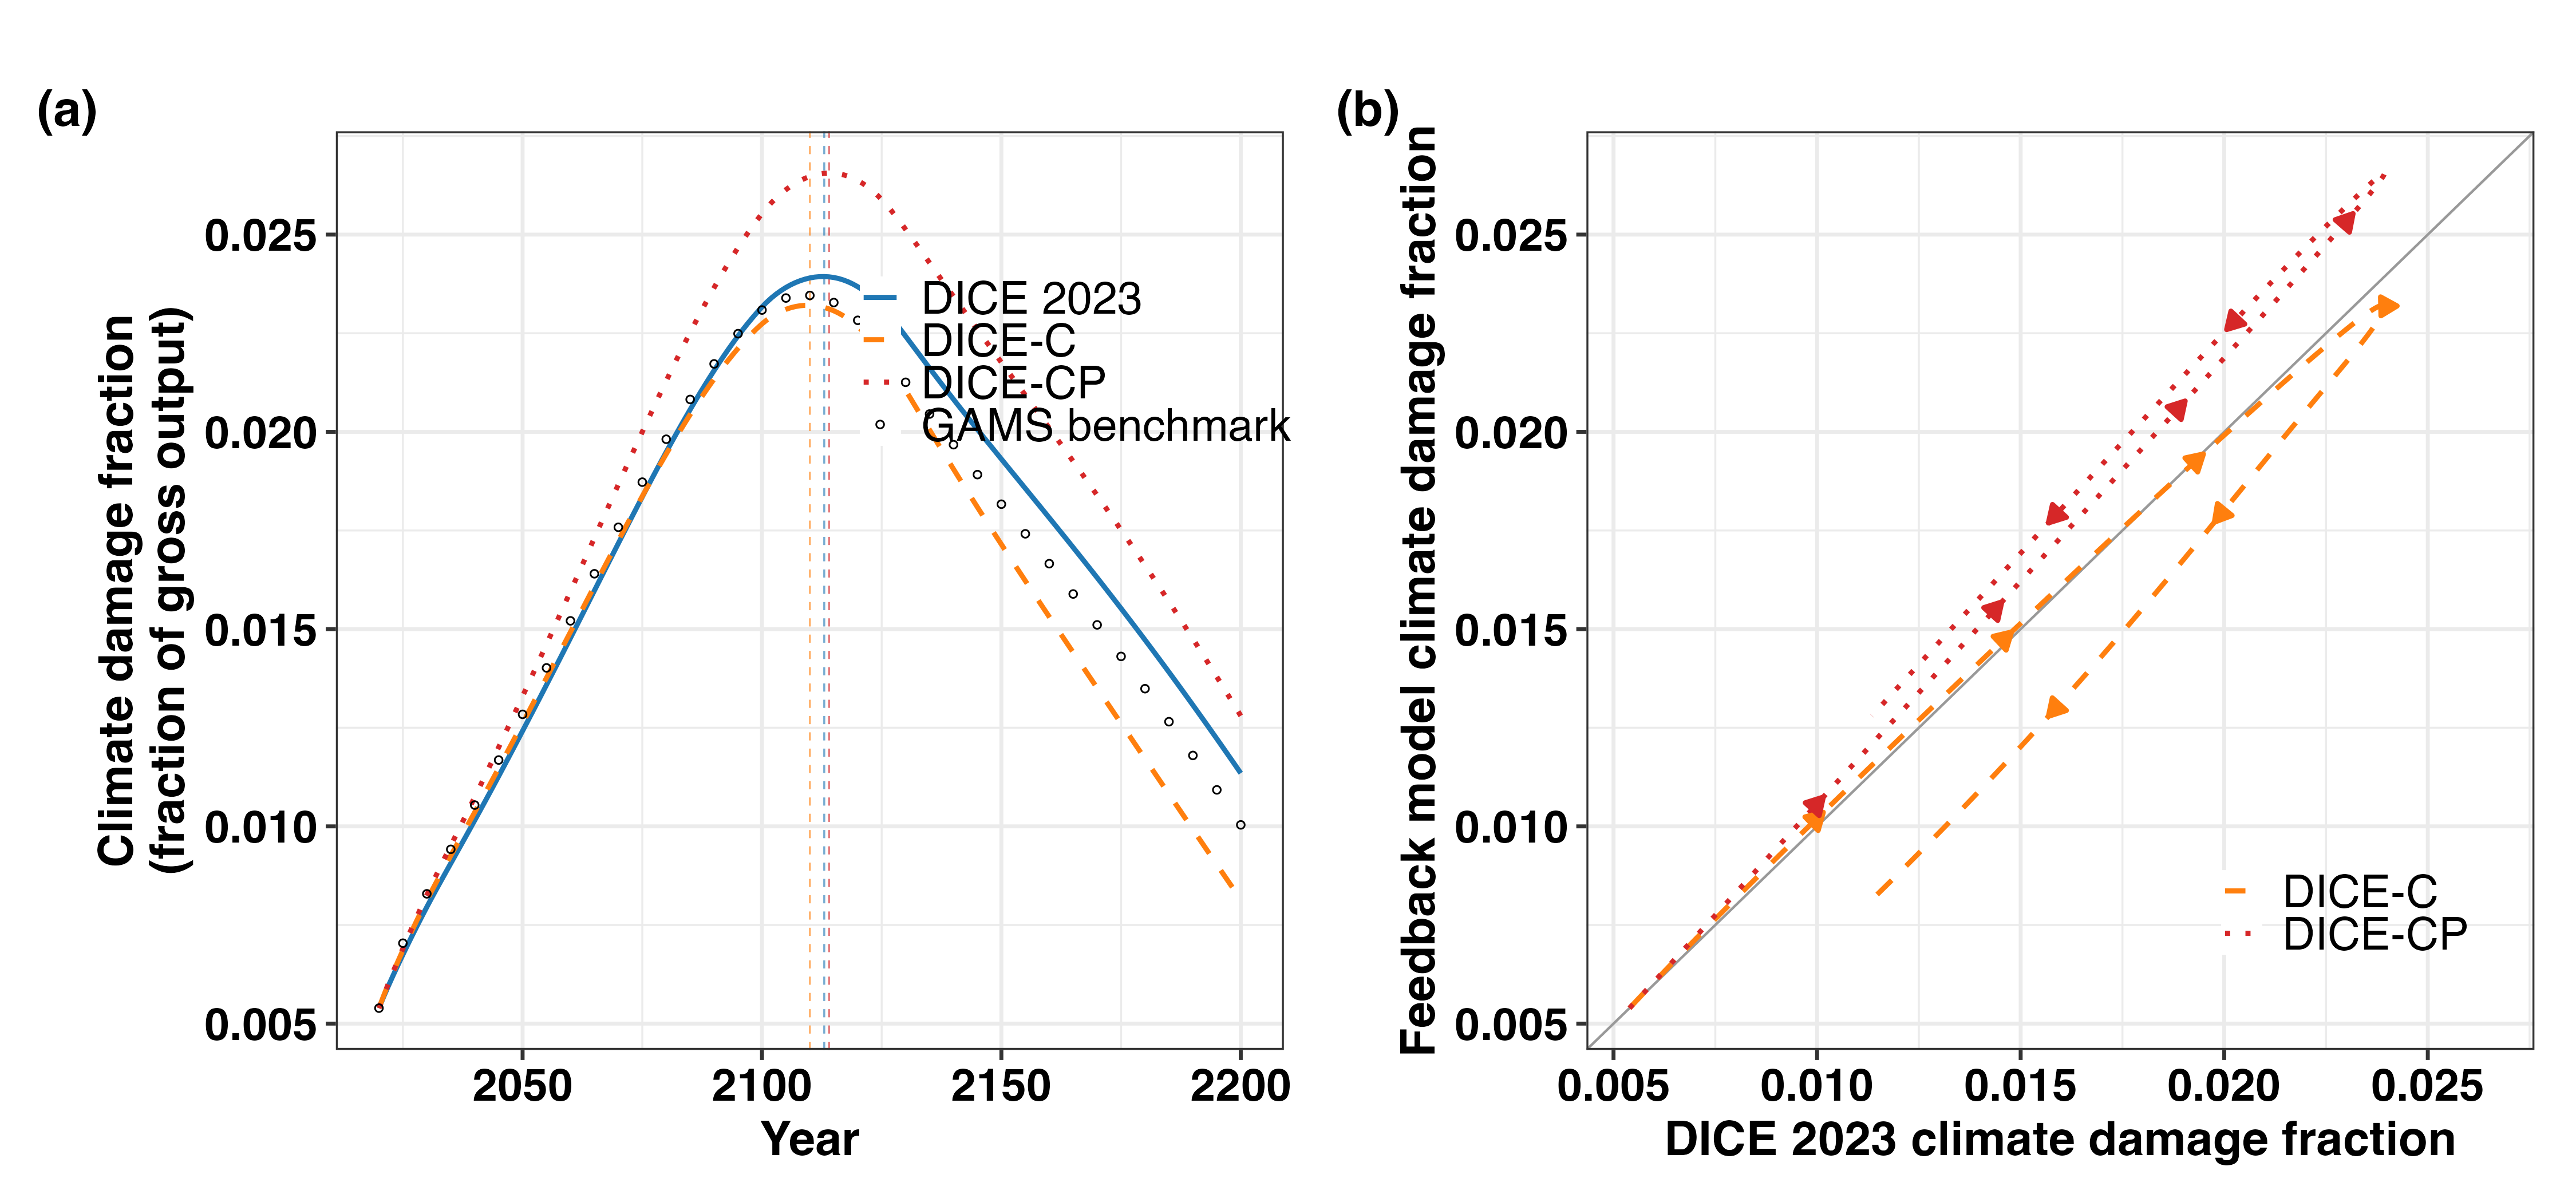 (a)
Climate damage fraction
(fraction of gross output)
0.025
0.020
0.015
0.010
0.005
2050
2100
2150
2200
Year
DICE 2023
DICE-C
DICE-CP
GAMS benchmark
(b)
Feedback model climate damage fraction
0.025
0.020
0.015
0.010
0.005
0.005
0.010
0.015
0.020
0.025
DICE 2023 climate damage fraction
DICE-C
DICE-CP